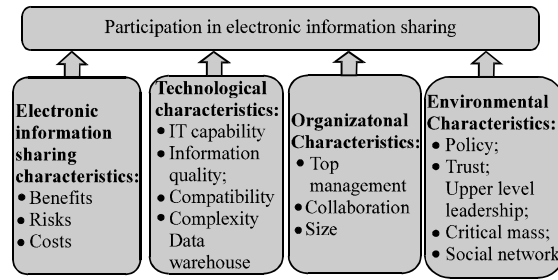 Participation in electronic information sharing
Electronic
information
sharing
characteristics:
• Benefits
• Risks
• Costs
Technological
characteristics:
• IT capability
• Information
quality;
• Compatibility
• Complexity
Data
warehouse
Organizatonal
Characteristics:
• Top
management
• Collaboration
• Size
Environmental
Characteristics:
• Policy;
• Trust;
Upper level
leadership;
• Critical mass;
• Social network